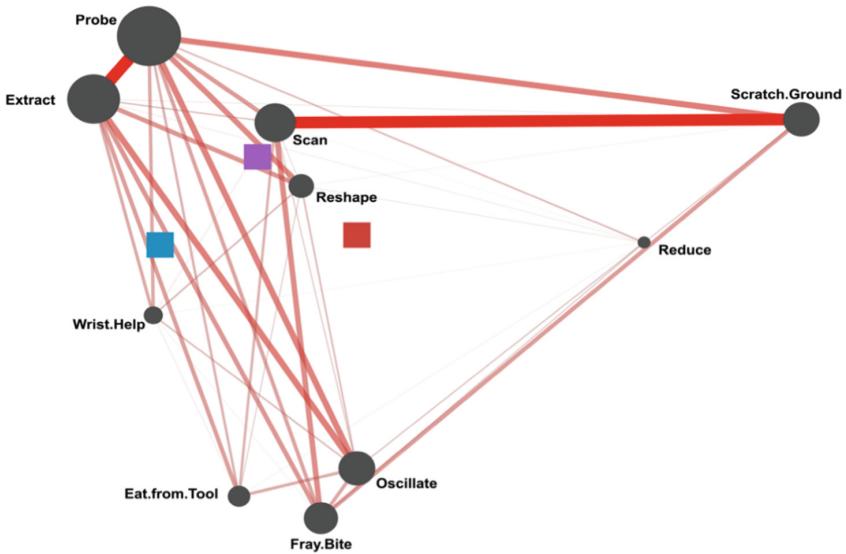 Probe
Scratch.Ground
Extract
Scan
Reshape
Reduce
Wrist.Help
Oscillate
Eat.from.Tool
Fray.Bite